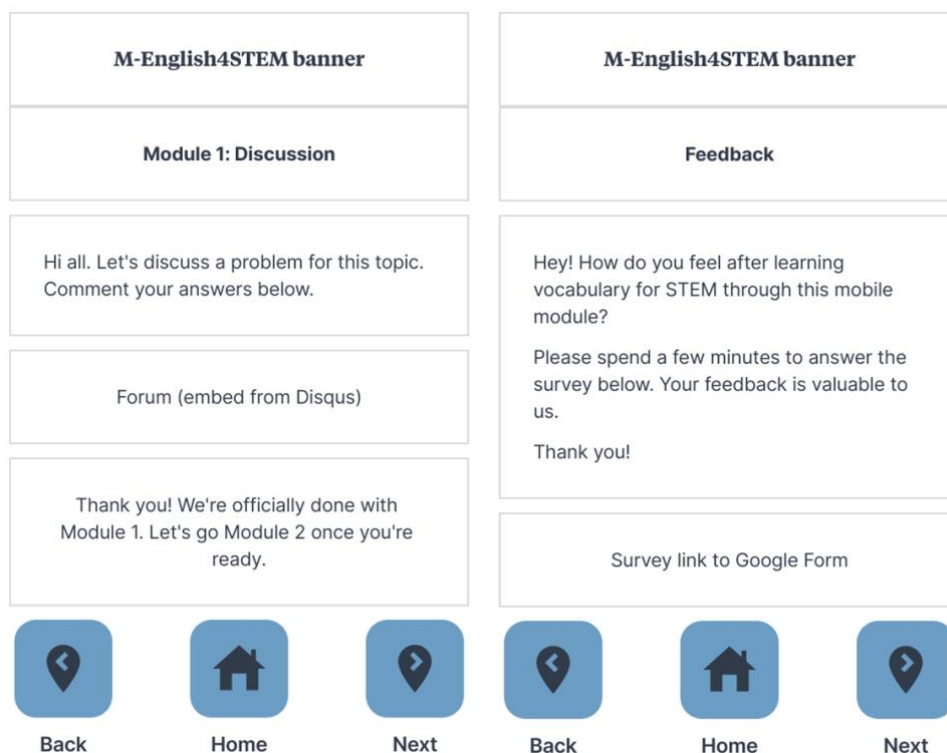 M-English4STEM banner
Module 1: Discussion
Hi all. Let's discuss a problem for this topic.
Comment your answers below.
Forum (embed from Disqus)
Thank you! We're officially done with
Module 1. Let's go Module 2 once you're
ready.
Back
Home
Next
M-English4STEM banner
Feedback
Hey! How do you feel after learning
vocabulary for STEM through this mobile
module?
Please spend a few minutes to answer the
survey below. Your feedback is valuable to
us.
Thank you!
Survey link to Google Form
Back
Home
Next